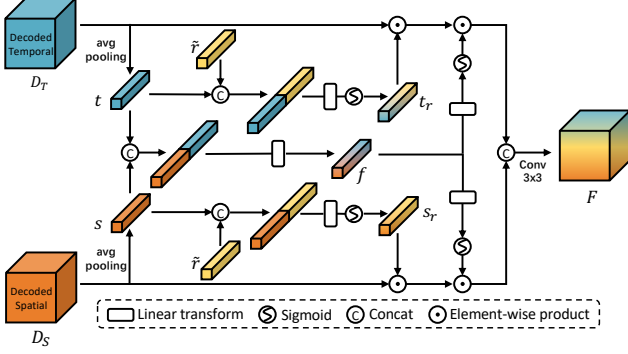 Decoded
Temporal
D_T
avg
pooling
r̃
t
C
t_r
C
f
s
C
s_r
avg
pooling
r̃
Decoded
Spatial
D_S
C
Conv
3x3
F
Linear transform
Sigmoid
C Concat
Element-wise product